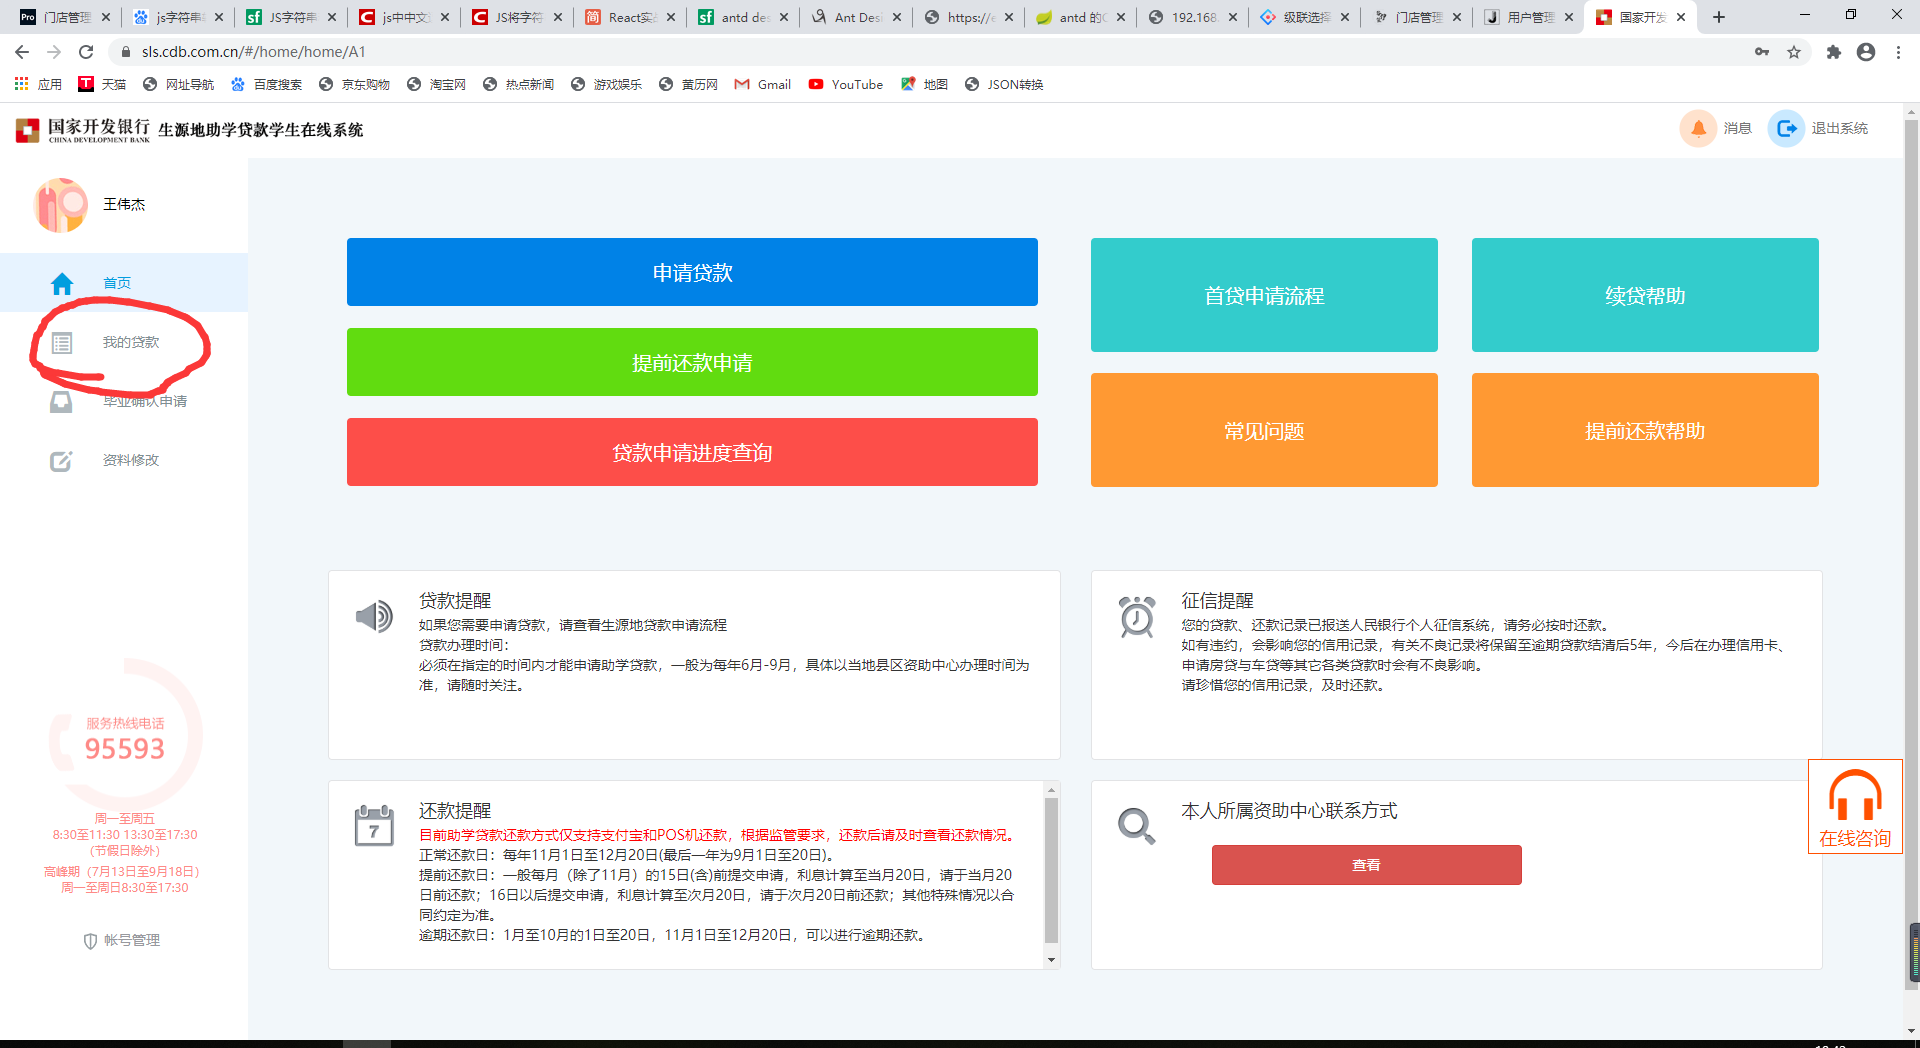 门店管理
js字符串
JS字符串
js中中文
JS将字符
React实
antd des
Ant Desi
https://e
antd 的
192.168.
级联选择
门店管理
用户管理
国家开发
sls.cdb.com.cn/#/home/home/A1
应用
天猫
网址导航
百度搜索
京东购物
淘宝网
热点新闻
游戏娱乐
黄历网
Gmail
YouTube
地图
JSON转换
国家开发银行
CHINA DEVELOPMENT BANK
生源地助学贷款学生在线系统
消息
退出系统
王伟杰
首页
我的贷款
毕业确认申请
资料修改
服务热线电话
95593
周一至周五
8:30至11:30 13:30至17:30
(节假日除外)
高峰期（7月13日至9月18日）
周一至周日8:30至17:30
帐号管理
申请贷款
提前还款申请
贷款申请进度查询
首贷申请流程
续贷帮助
常见问题
提前还款帮助
贷款提醒
如果您需要申请贷款，请查看生源地贷款申请流程
贷款办理时间：
必须在指定的时间内才能申请助学贷款，一般为每年6月-9月，具体以当地县区资助中心办理时间为
准，请随时关注。
征信提醒
您的贷款、还款记录已报送人民银行个人征信系统，请务必按时还款。
如有违约，会影响您的信用记录，有关不良记录将保留至逾期贷款结清后5年，今后在办理信用卡、
申请房贷与车贷等其它各类贷款时会有不良影响。
请珍惜您的信用记录，及时还款。
还款提醒
目前助学贷款还款方式仅支持支付宝和POS机还款，根据监管要求，还款后请及时查看还款情况。
正常还款日：每年11月1日至12月20日(最后一年为9月1日至20日)。
提前还款日：一般每月（除了11月）的15日(含)前提交申请，利息计算至当月20日，请于当月20
日前还款；16日以后提交申请，利息计算至次月20日，请于次月20日前还款；其他特殊情况以合
同约定为准。
逾期还款日：1月至10月的1日至20日，11月1日至12月20日，可以进行逾期还款。
本人所属资助中心联系方式
查看
在线咨询